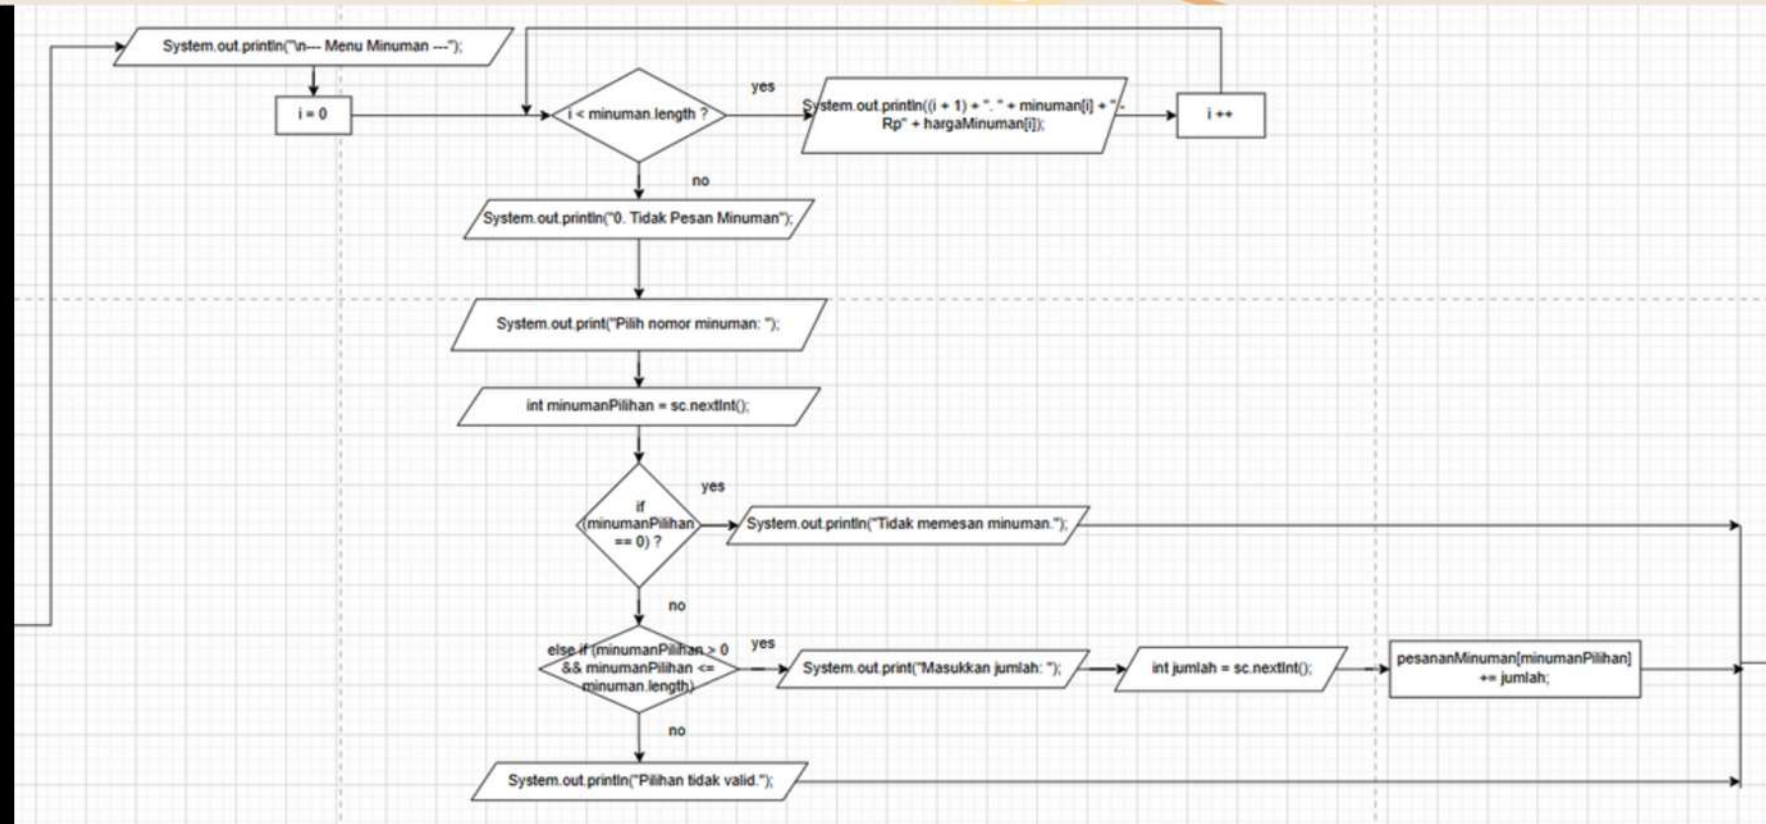 System.out.println("\n--- Menu Minuman ---");
i = 0
i < minuman.length ?
yes
System.out.println((i + 1) + ". " + minuman[i] + " -
Rp" + hargaMinuman[i]);
i ++
no
System.out.println("0. Tidak Pesan Minuman");
System.out.print("Pilih nomor minuman: ");
int minumanPilihan = sc.nextInt();
if
(minumanPilihan
== 0) ?
yes
System.out.println("Tidak memesan minuman.");
no
else if (minumanPilihan > 0
&& minumanPilihan <=
minuman.length)
yes
System.out.print("Masukkan jumlah: ");
int jumlah = sc.nextInt();
pesananMinuman[minumanPilihan]
+= jumlah;
no
System.out.println("Pilihan tidak valid.");